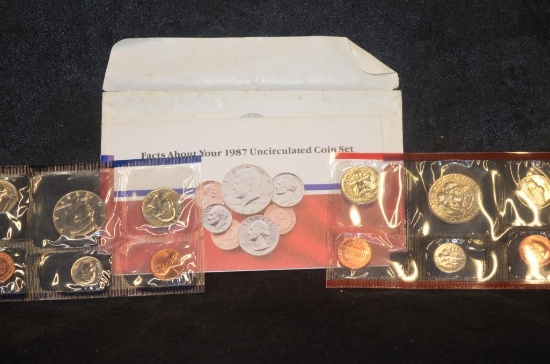 Facts About Your 1987 Uncirculated Coin Set